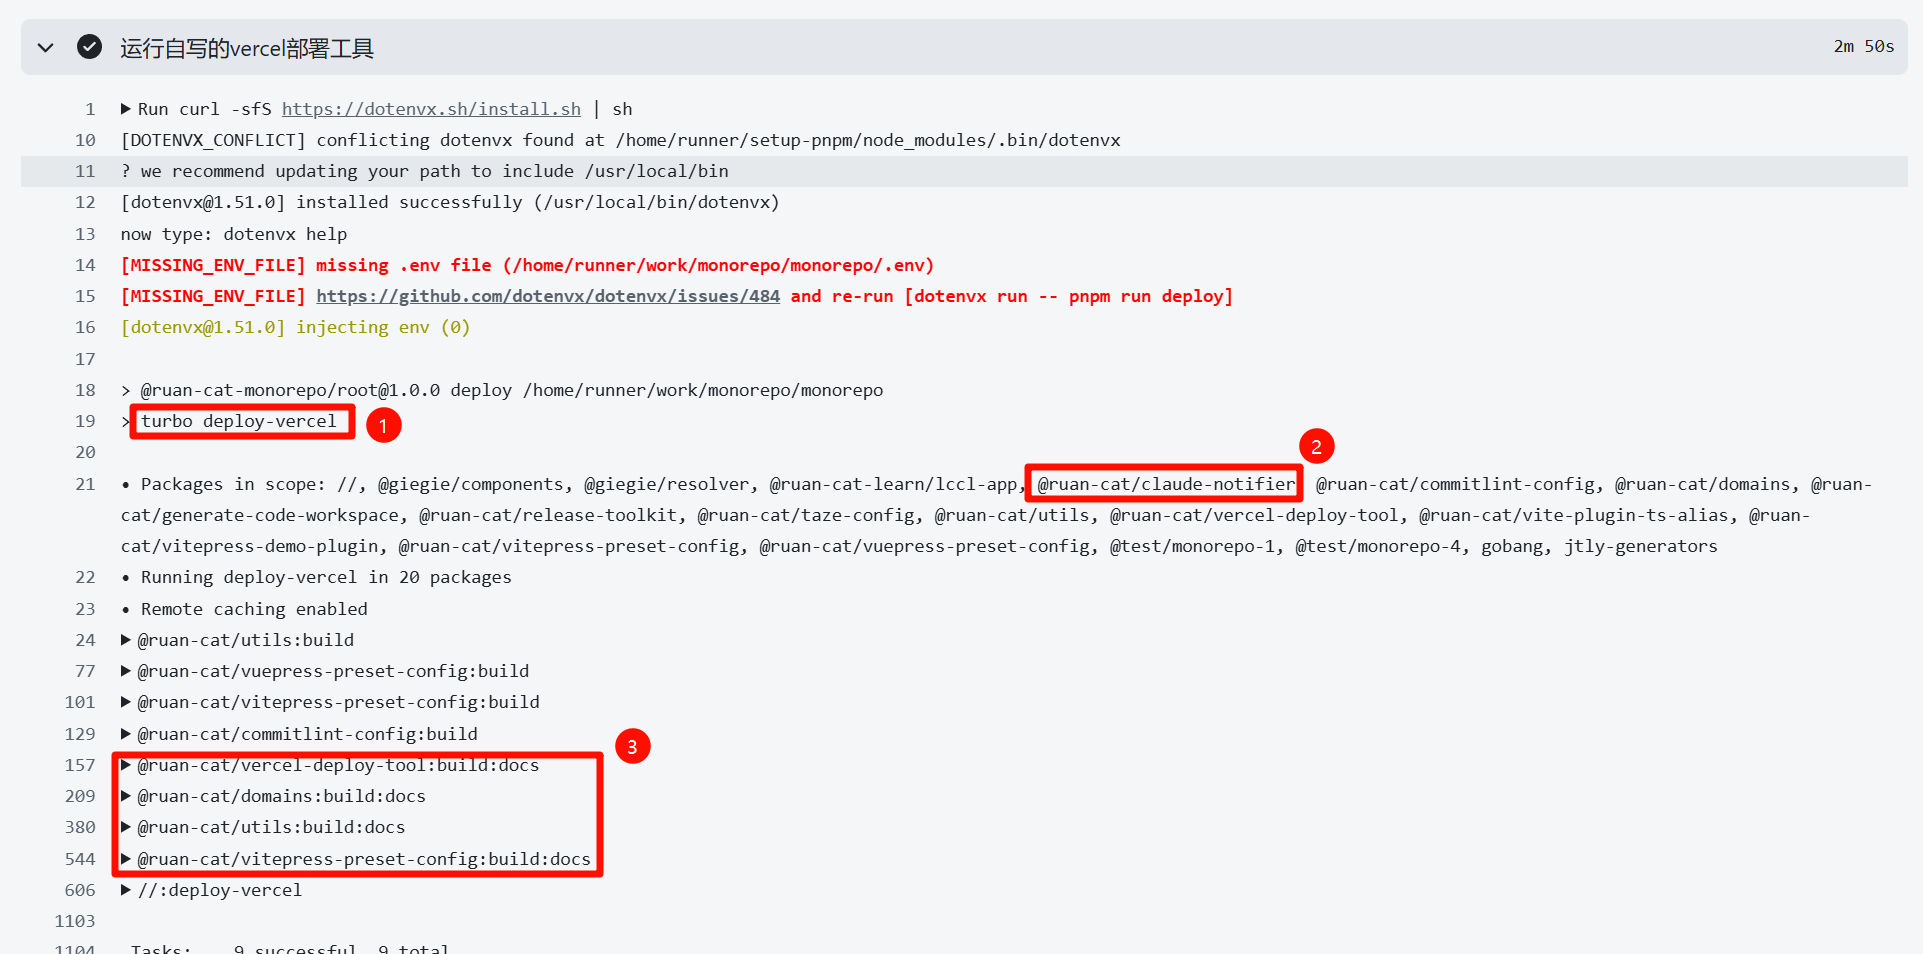 运行自写的vercel部署工具 2m 50s
1 Run curl -sfS https://dotenvx.sh/install.sh | sh
10 [DOTENVX_CONFLICT] conflicting dotenvx found at /home/runner/setup-pnpm/node_modules/.bin/dotenvx
11 ? we recommend updating your path to include /usr/local/bin
12 [dotenvx@1.51.0] installed successfully (/usr/local/bin/dotenvx)
13 now type: dotenvx help
14 [MISSING_ENV_FILE] missing .env file (/home/runner/work/monorepo/monorepo/.env)
15 [MISSING_ENV_FILE] https://github.com/dotenvx/dotenvx/issues/484 and re-run [dotenvx run -- pnpm run deploy]
16 [dotenvx@1.51.0] injecting env (0)
17
18 > @ruan-cat-monorepo/root@1.0.0 deploy /home/runner/work/monorepo/monorepo
19 > turbo deploy-vercel 1
20
2
21 • Packages in scope: //, @giegie/components, @giegie/resolver, @ruan-cat-learn/lccl-app, @ruan-cat/claude-notifier @ruan-cat/commitlint-config, @ruan-cat/domains, @ruan-
cat/generate-code-workspace, @ruan-cat/release-toolkit, @ruan-cat/taze-config, @ruan-cat/utils, @ruan-cat/vercel-deploy-tool, @ruan-cat/vite-plugin-ts-alias, @ruan-
cat/vitepress-demo-plugin, @ruan-cat/vitepress-preset-config, @ruan-cat/vuepress-preset-config, @test/monorepo-1, @test/monorepo-4, gobang, jtly-generators
22 • Running deploy-vercel in 20 packages
23 • Remote caching enabled
24 @ruan-cat/utils:build
77 @ruan-cat/vuepress-preset-config:build
101 @ruan-cat/vitepress-preset-config:build
129 @ruan-cat/commitlint-config:build
3
157 @ruan-cat/vercel-deploy-tool:build:docs
209 @ruan-cat/domains:build:docs
380 @ruan-cat/utils:build:docs
544 @ruan-cat/vitepress-preset-config:build:docs
606 //:deploy-vercel
1103
1104 Tasks: 9 successful, 9 total